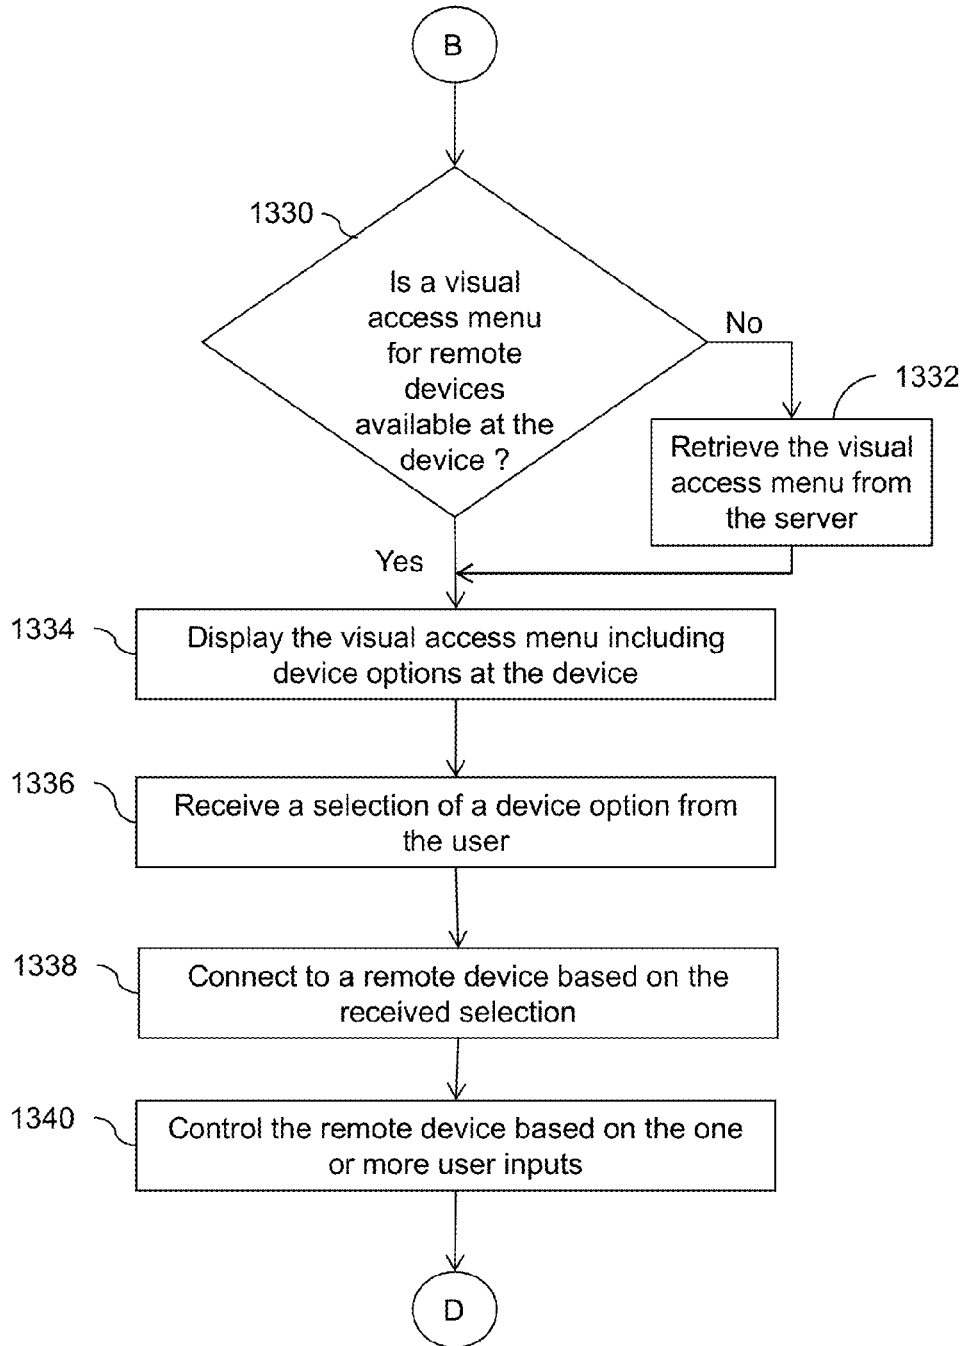 B
1330
Is a visual
access menu
for remote
devices
available at the
device ?
No
1332
Retrieve the visual
access menu from
the server
Yes
1334
Display the visual access menu including
device options at the device
1336
Receive a selection of a device option from
the user
1338
Connect to a remote device based on the
received selection
1340
Control the remote device based on the one
or more user inputs
D